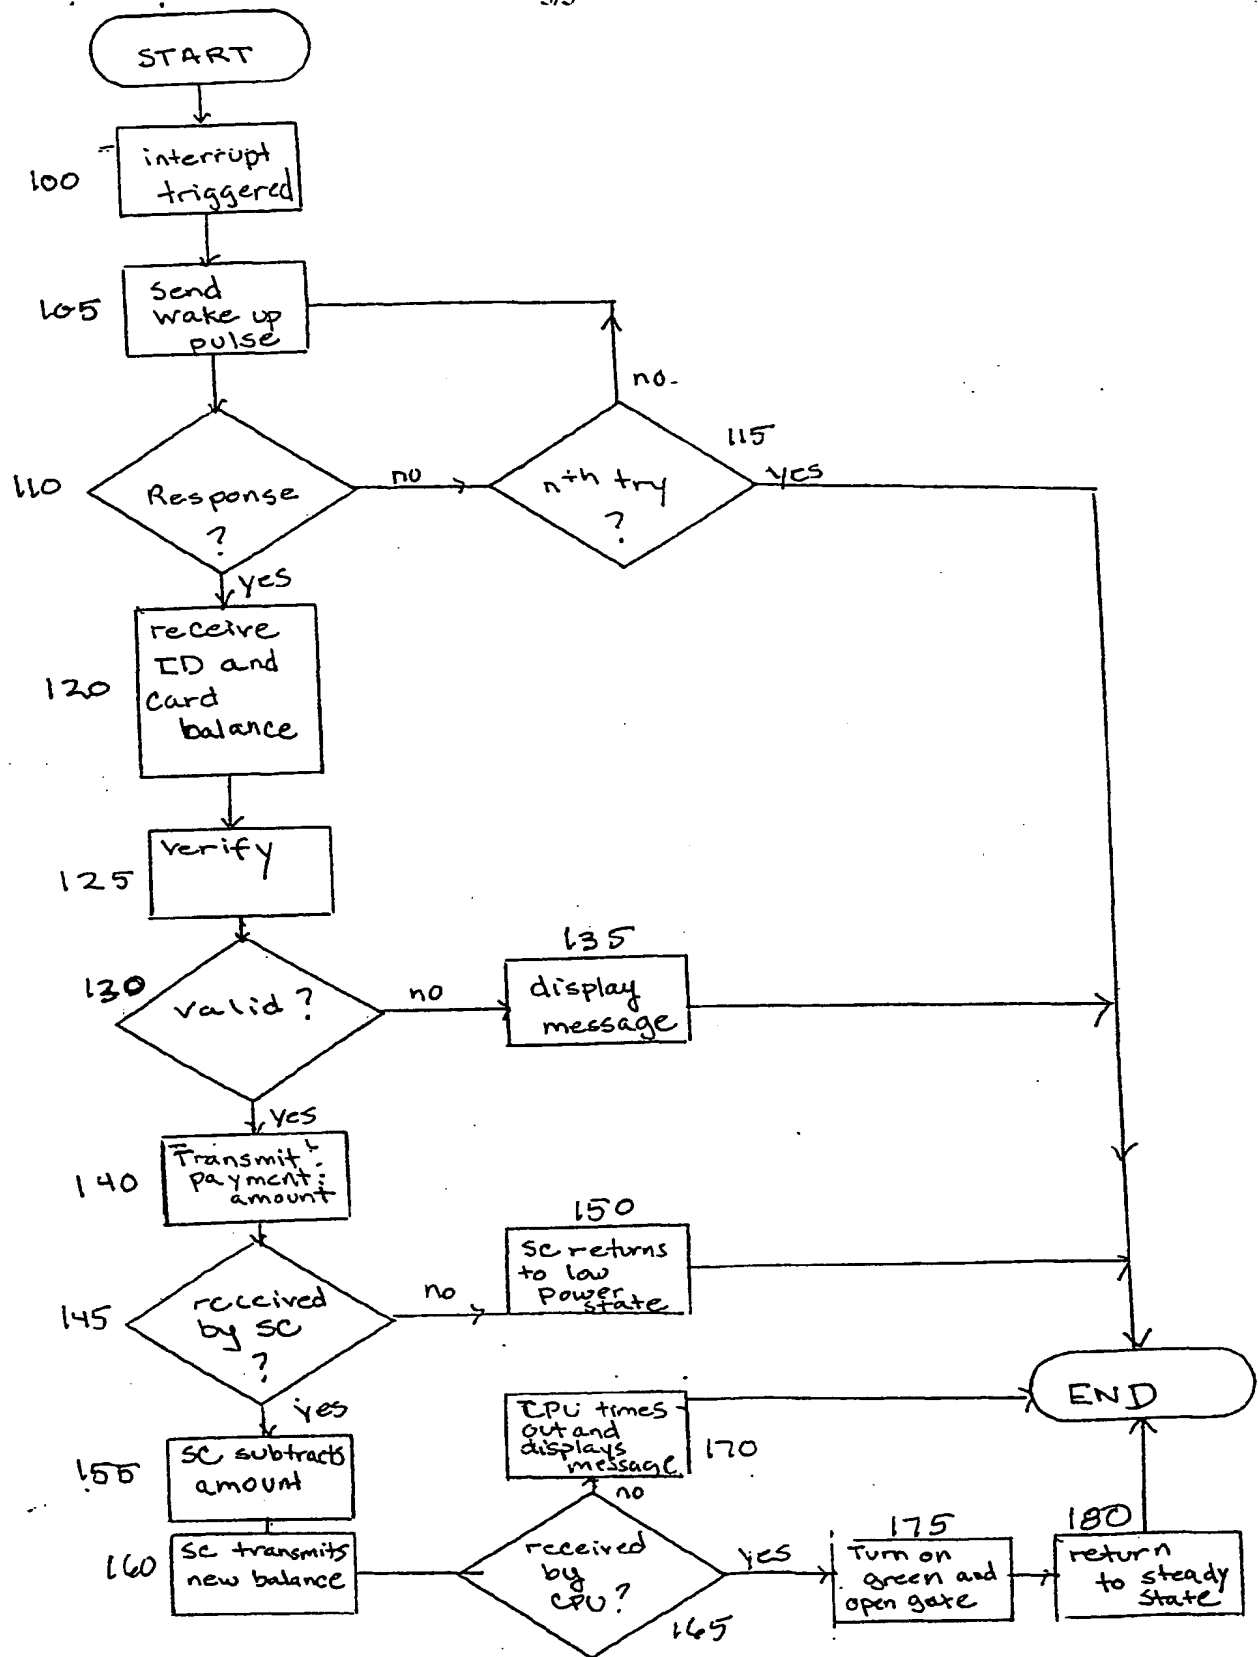 START
100
interrupt
triggered
105
send
wake up
pulse
no
115
110
Response
?
no
nth try
?
yes
yes
120
receive
ID and
card
balance
125
verify
130
valid?
no
135
display
message
yes
140
Transmit
payment
amount
145
received
by SC
?
no
150
SC returns
to low
power
state
yes
END
155
SC subtracts
amount
CPU times
out and
displays
message
170
no
160
SC transmits
new balance
received
by
CPU?
165
yes
175
Turn on
green and
open gate
180
return
to steady
state